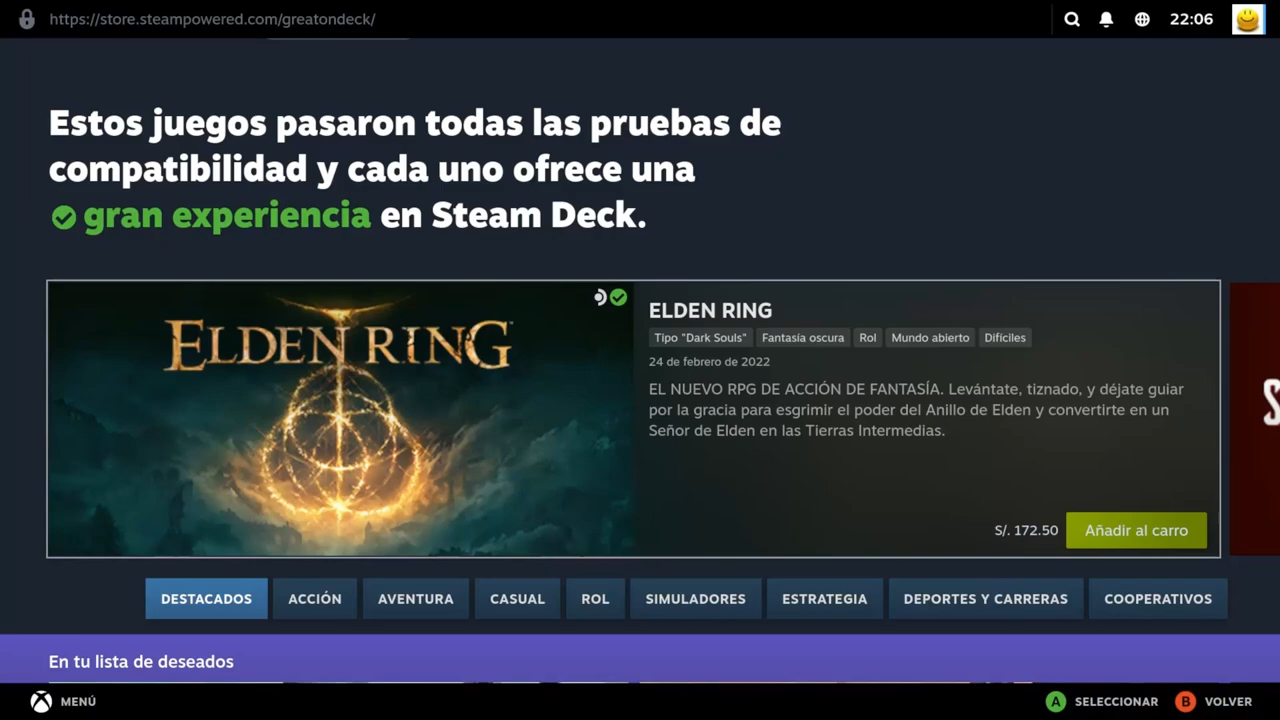 https://store.steampowered.com/greatondeck/
22:06
Estos juegos pasaron todas las pruebas de
compatibilidad y cada uno ofrece una
gran experiencia en Steam Deck.
ELDEN RING
ELDEN RING
Tipo "Dark Souls" Fantasía oscura Rol Mundo abierto Difíciles
24 de febrero de 2022
EL NUEVO RPG DE ACCIÓN DE FANTASÍA. Levántate, tiznado, y déjate guiar
por la gracia para esgrimir el poder del Anillo de Elden y convertirte en un
Señor de Elden en las Tierras Intermedias.
S/. 172.50 Añadir al carro
S
DESTACADOS ACCIÓN AVENTURA CASUAL ROL SIMULADORES ESTRATEGIA DEPORTES Y CARRERAS COOPERATIVOS
En tu lista de deseados
MENÚ
A SELECCIONAR B VOLVER